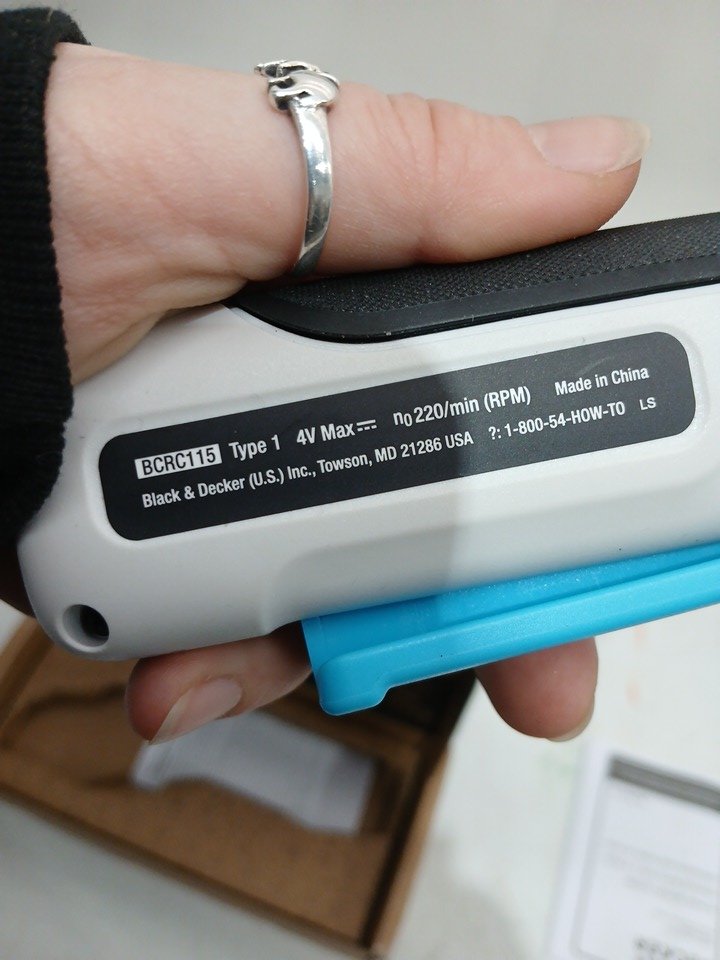 BCRC115 Type 1 4V Max⎓ n₀ 220/min (RPM) Made in China
Black & Decker (U.S.) Inc., Towson, MD 21286 USA ?: 1-800-54-HOW-TO LS